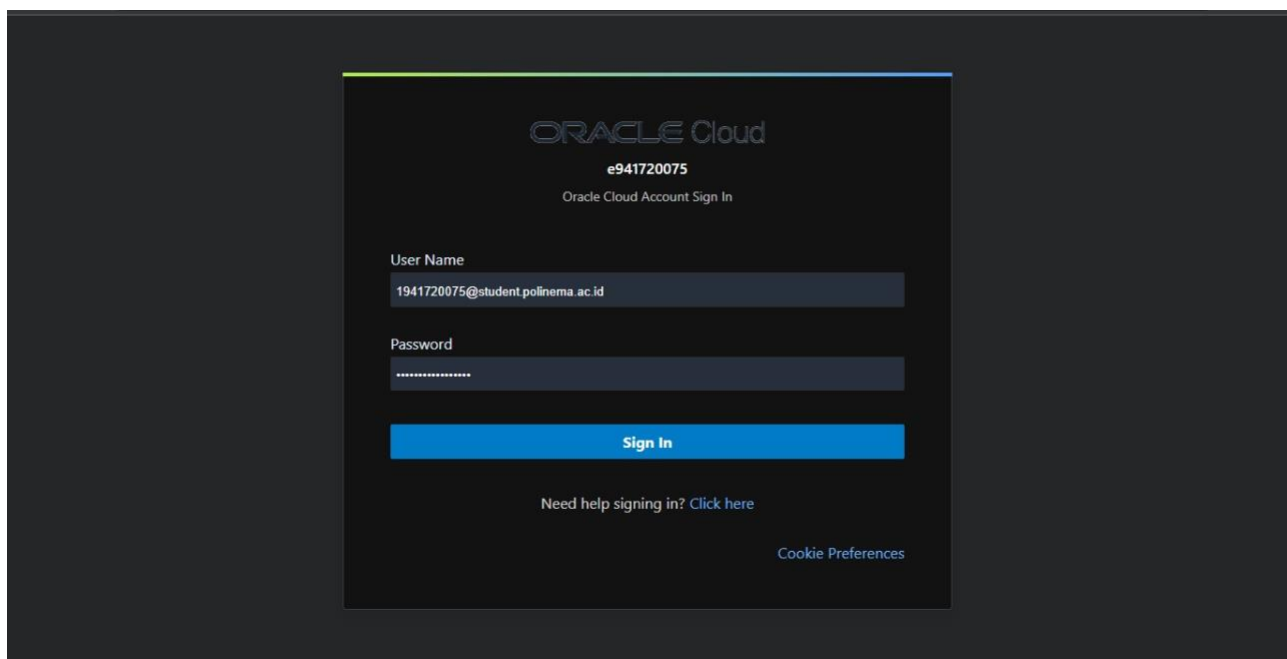 ORACLE Cloud
e941720075
Oracle Cloud Account Sign In
User Name
1941720075@student.polinema.ac.id
Password
•••••••••••••••••
Sign In
Need help signing in? Click here
Cookie Preferences